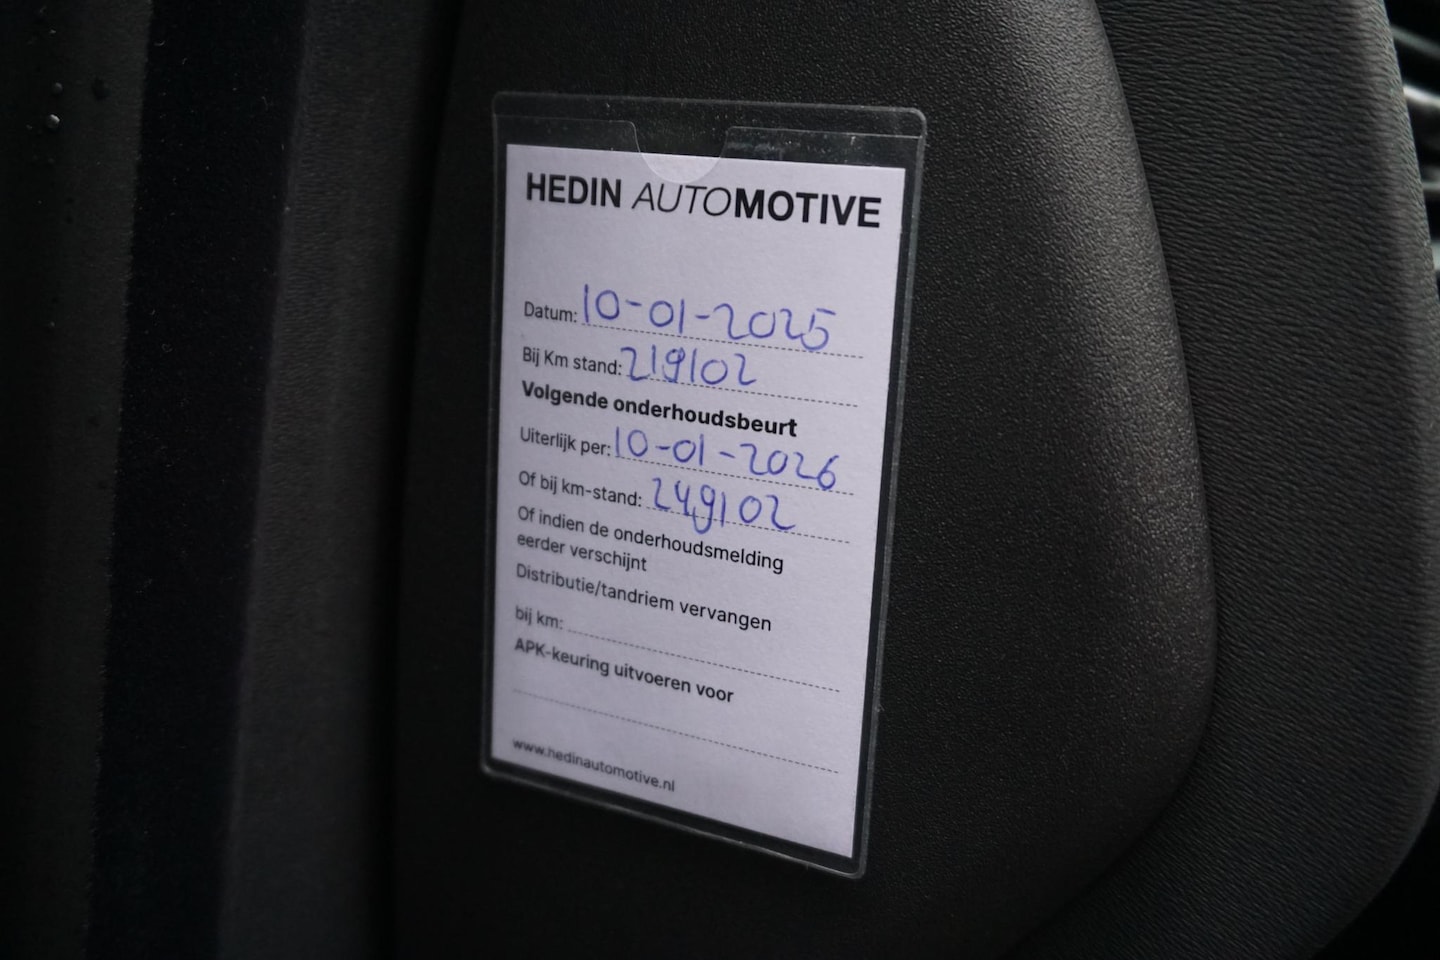 HEDIN AUTOMOTIVE
Datum: 10-01-2025
Bij Km stand: 219102
Volgende onderhoudsbeurt
Uiterlijk per: 10-01-2026
Of bij km-stand: 249102
Of indien de onderhoudsmelding
eerder verschijnt
Distributie/tandriem vervangen
bij km:
APK-keuring uitvoeren voor
www.hedinautomotive.nl